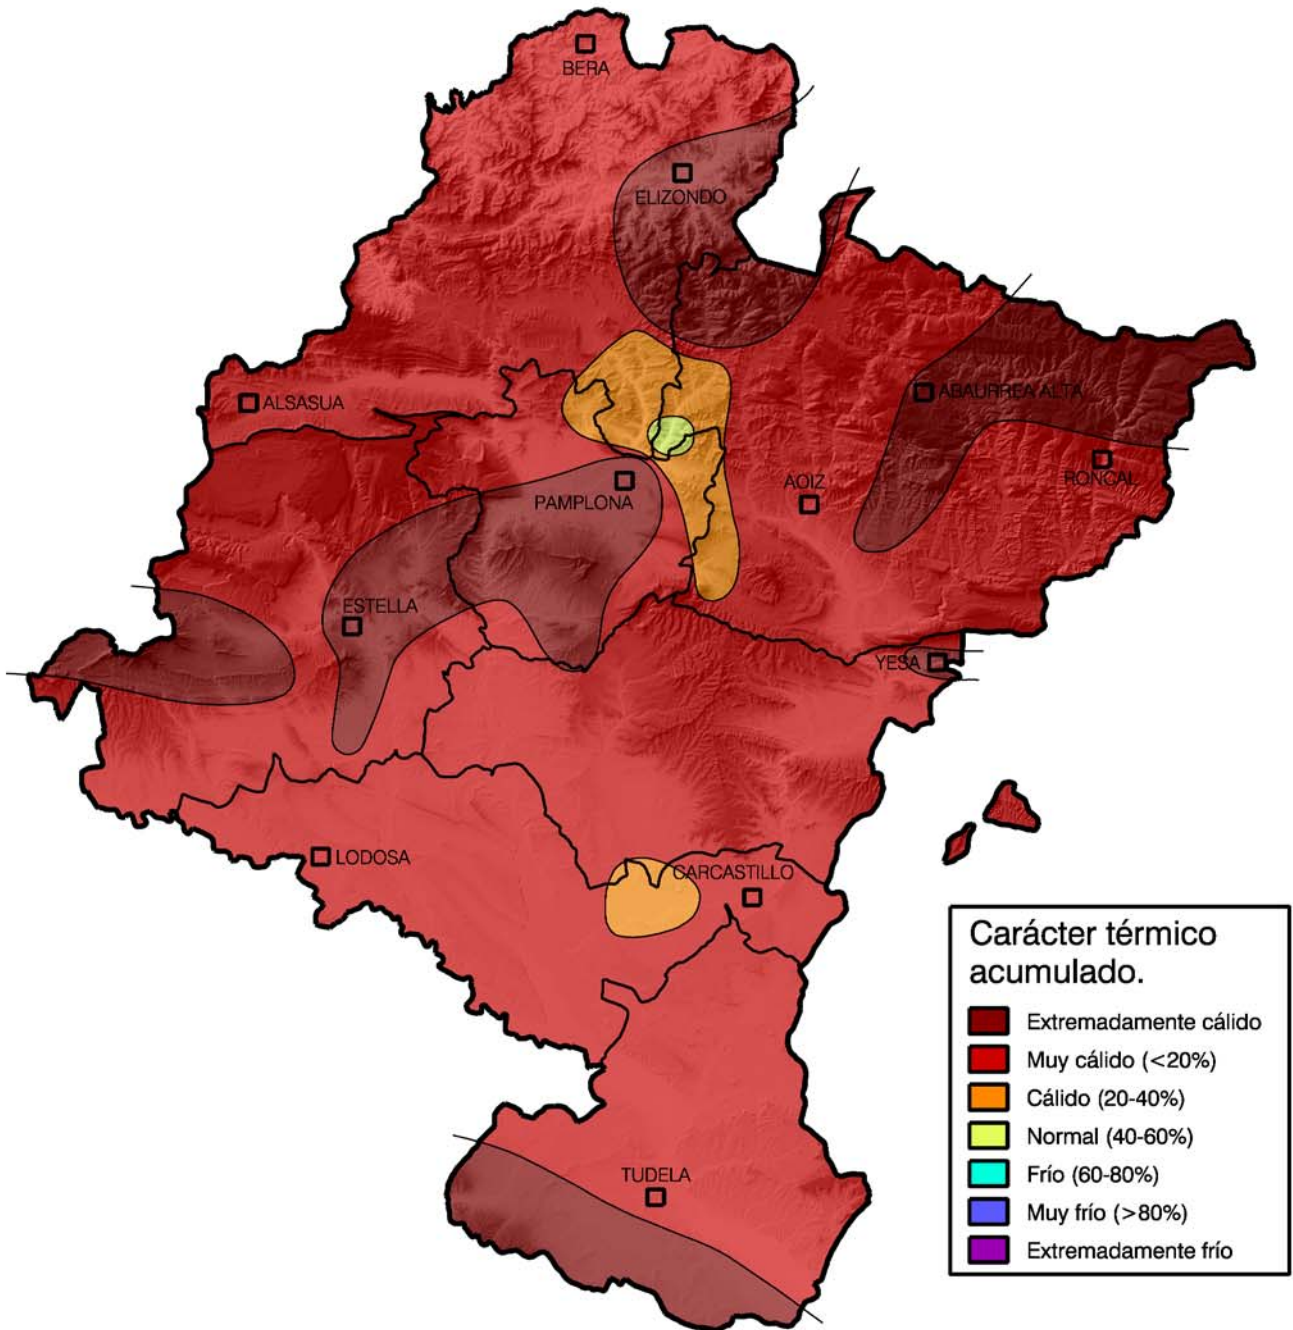 BERA
ELIZONDO
ALSASUA
ABAURREA ALTA
RONCAL
AOIZ
PAMPLONA
ESTELLA
YESA
LODOSA
CARCASTILLO
TUDELA
Carácter térmico
acumulado.
Extremadamente cálido
Muy cálido (<20%)
Cálido (20-40%)
Normal (40-60%)
Frío (60-80%)
Muy frío (>80%)
Extremadamente frío